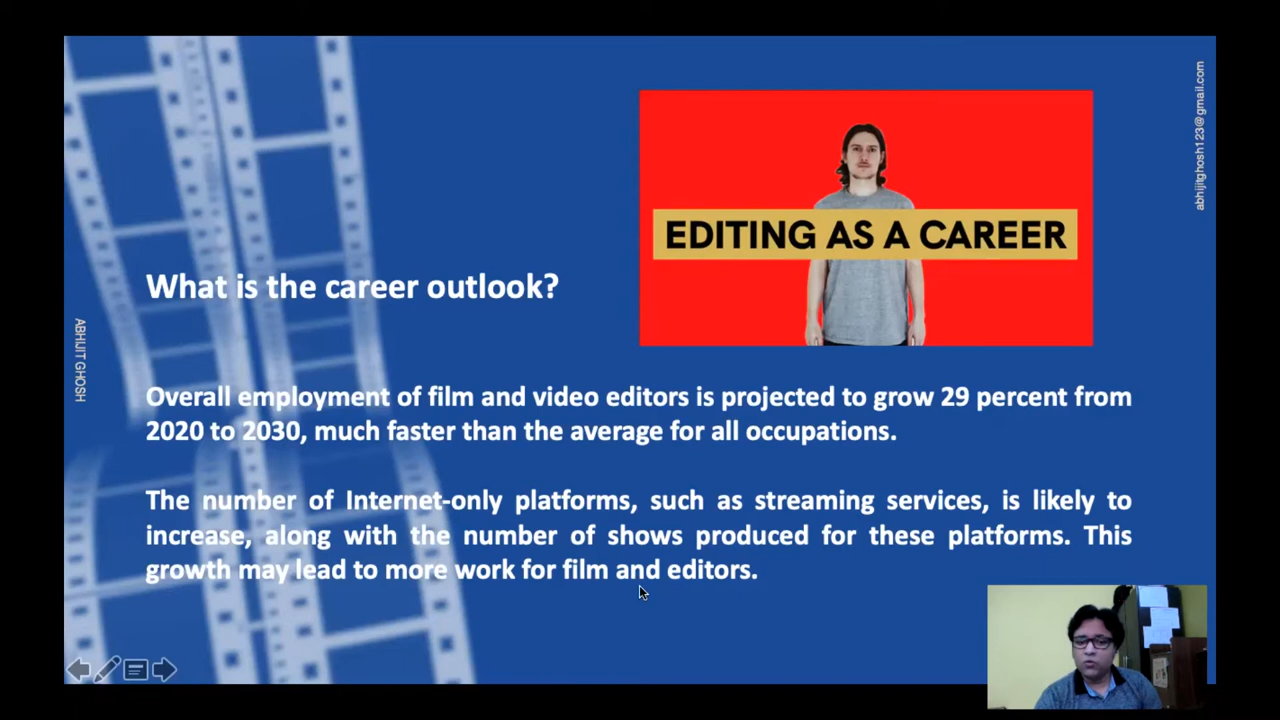 abhijitghosh123@gmail.com
EDITING AS A CAREER
What is the career outlook?
ABHIJIT GHOSH
Overall employment of film and video editors is projected to grow 29 percent from
2020 to 2030, much faster than the average for all occupations.
The number of Internet-only platforms, such as streaming services, is likely to
increase, along with the number of shows produced for these platforms. This
growth may lead to more work for film and editors.